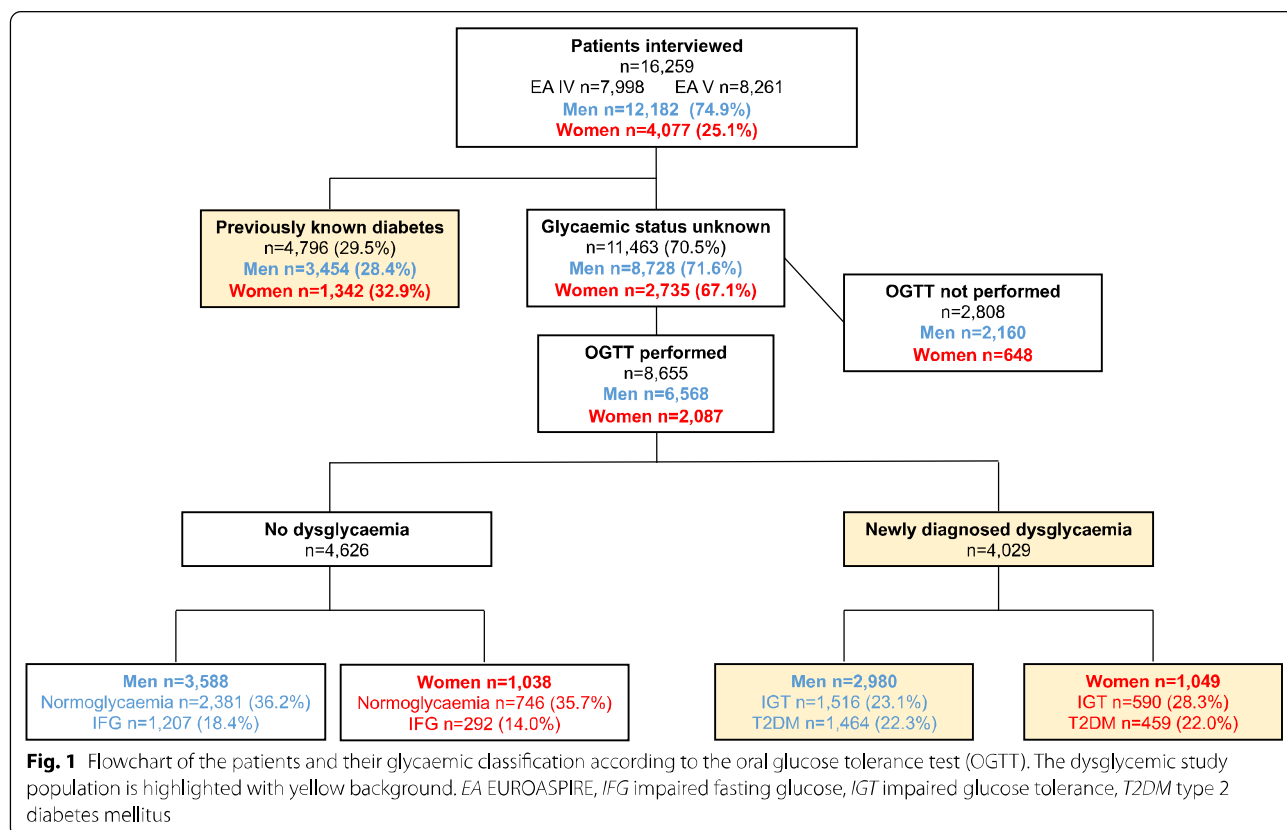 Patients interviewed
n=16,259
EA IV n=7,998 EA V n=8,261
Men n=12,182 (74.9%)
Women n=4,077 (25.1%)
Previously known diabetes
n=4,796 (29.5%)
Men n=3,454 (28.4%)
Women n=1,342 (32.9%)
Glycaemic status unknown
n=11,463 (70.5%)
Men n=8,728 (71.6%)
Women n=2,735 (67.1%)
OGTT not performed
n=2,808
Men n=2,160
Women n=648
OGTT performed
n=8,655
Men n=6,568
Women n=2,087
No dysglycaemia
n=4,626
Newly diagnosed dysglycaemia
n=4,029
Men n=3,588
Normoglycaemia n=2,381 (36.2%)
IFG n=1,207 (18.4%)
Women n=1,038
Normoglycaemia n=746 (35.7%)
IFG n=292 (14.0%)
Men n=2,980
IGT n=1,516 (23.1%)
T2DM n=1,464 (22.3%)
Women n=1,049
IGT n=590 (28.3%)
T2DM n=459 (22.0%)
Fig. 1 Flowchart of the patients and their glycaemic classification according to the oral glucose tolerance test (OGTT). The dysglycemic study
population is highlighted with yellow background. EA EUROASPIRE, IFG impaired fasting glucose, IGT impaired glucose tolerance, T2DM type 2
diabetes mellitus